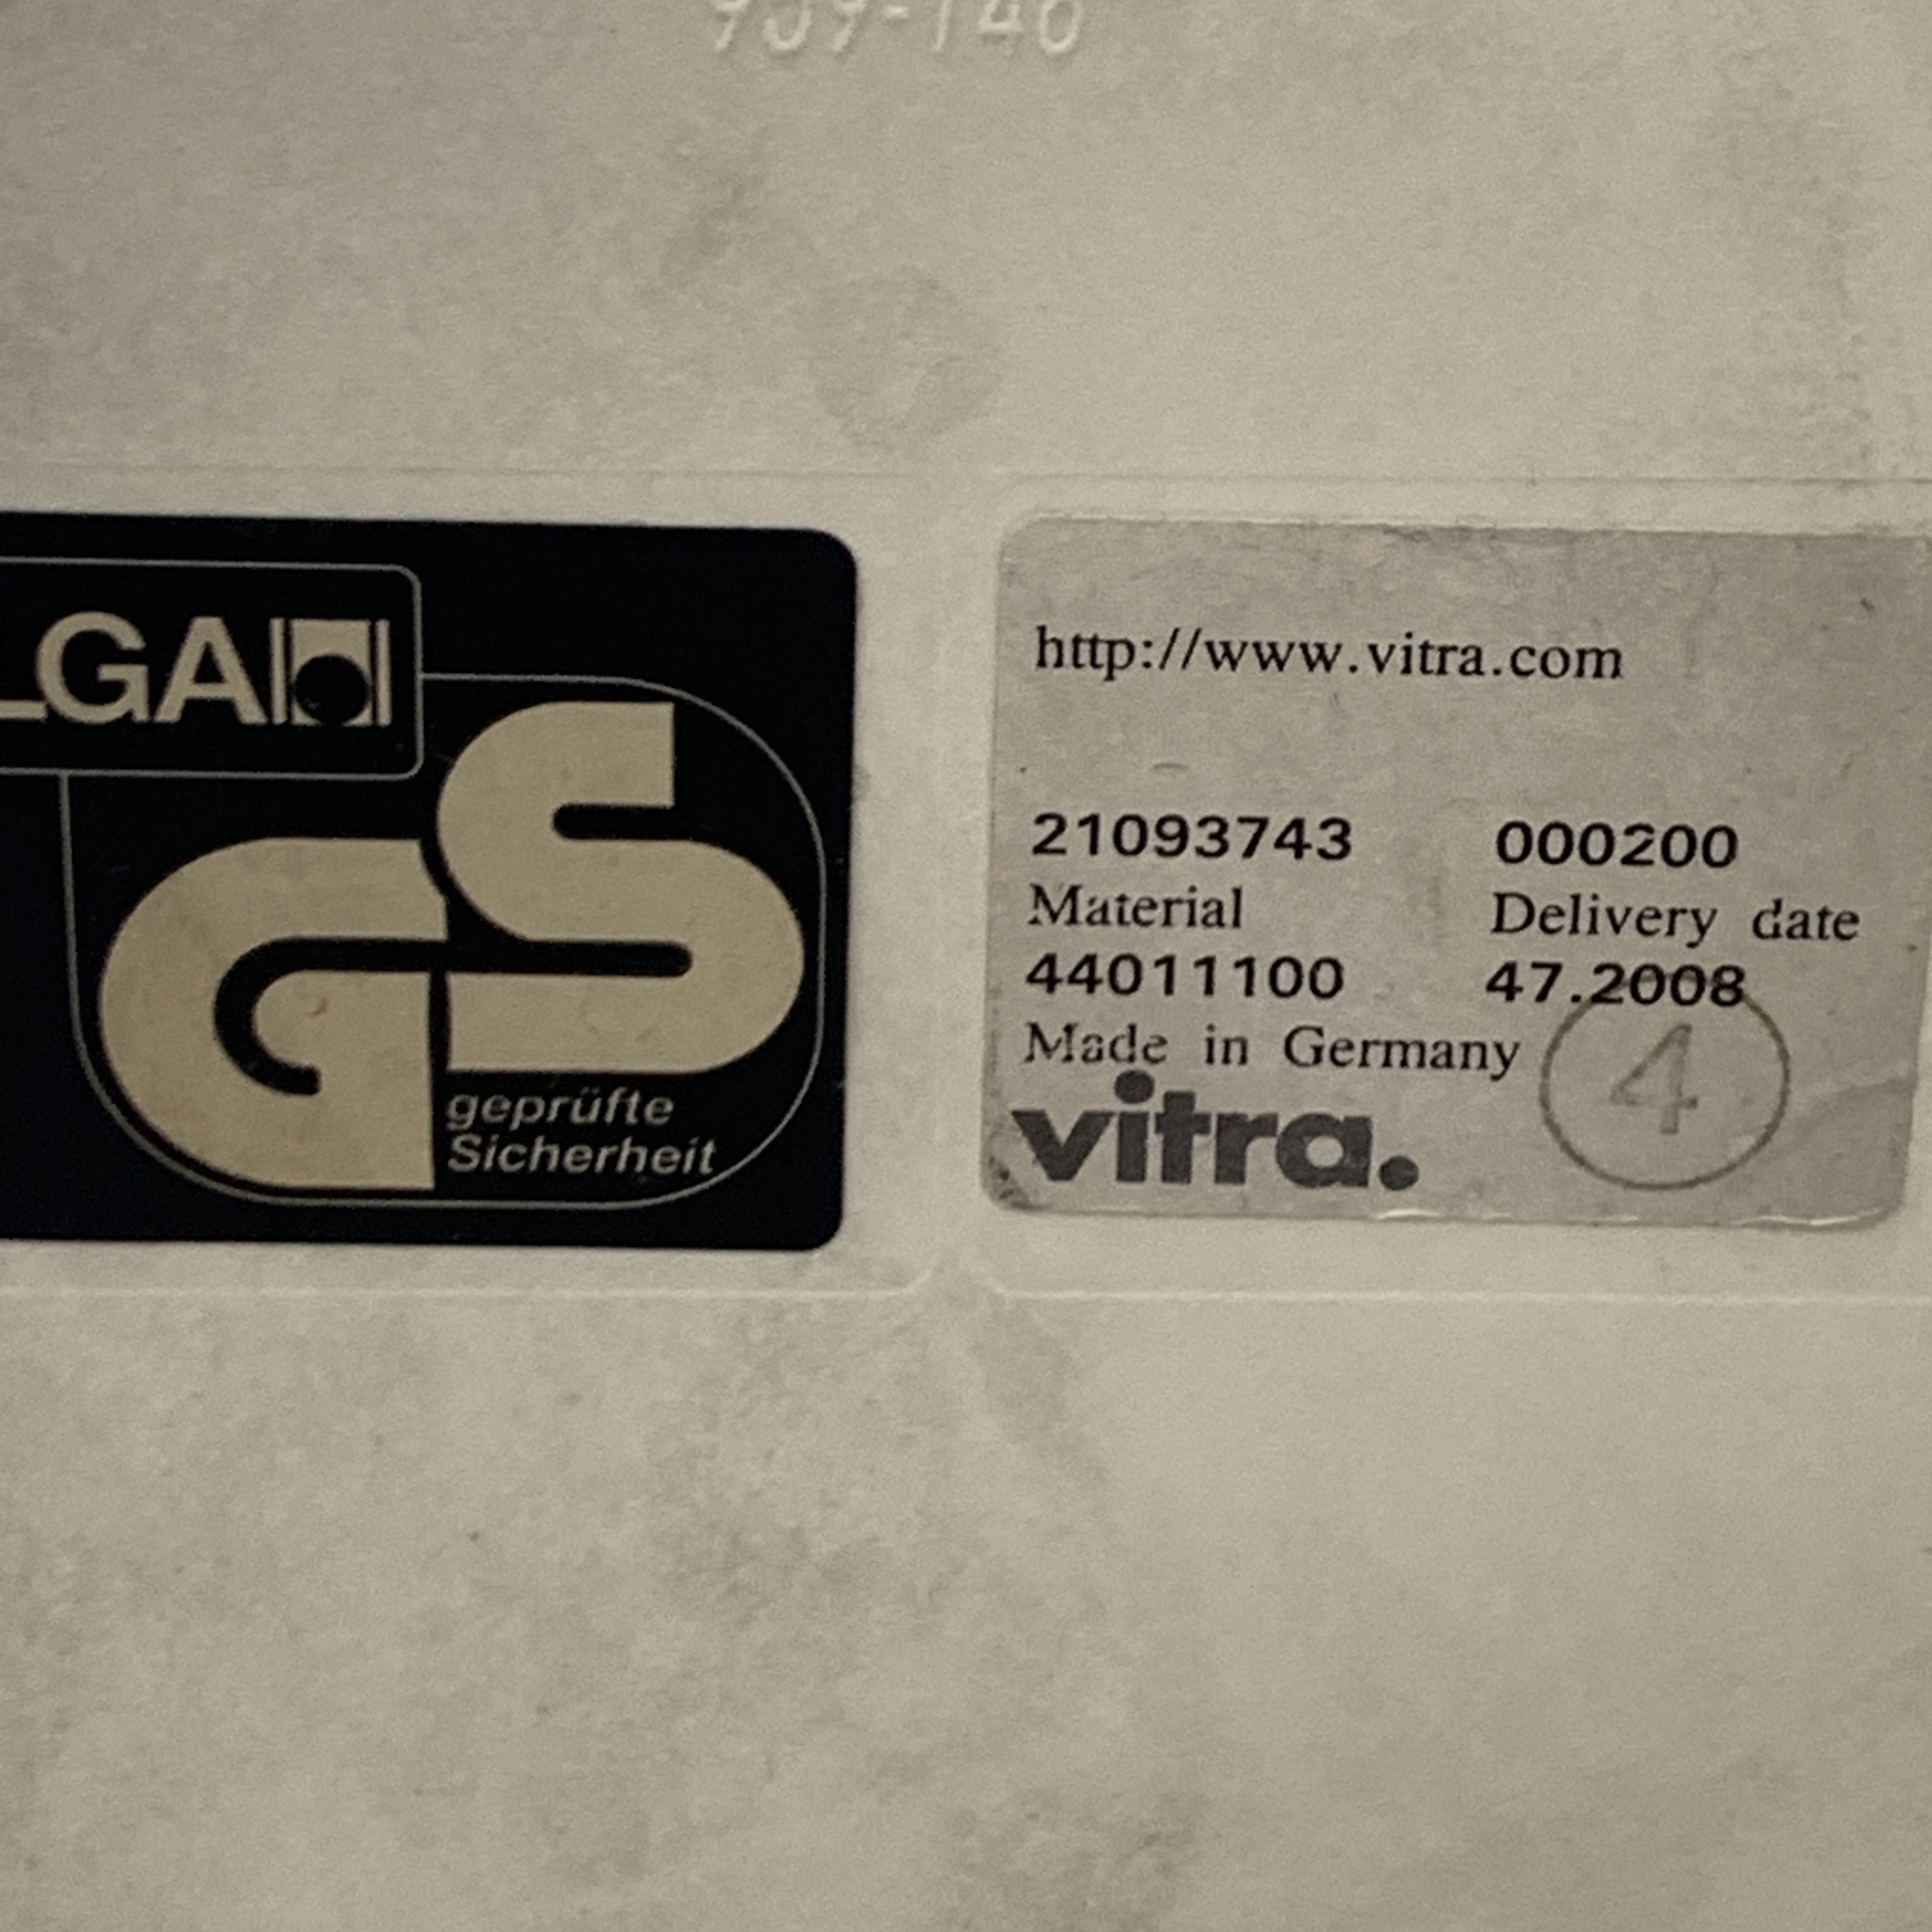 LGA
GS
geprüfte
Sicherheit
http://www.vitra.com
21093743 000200
Material Delivery date
44011100 47.2008
Made in Germany
4
vitra.